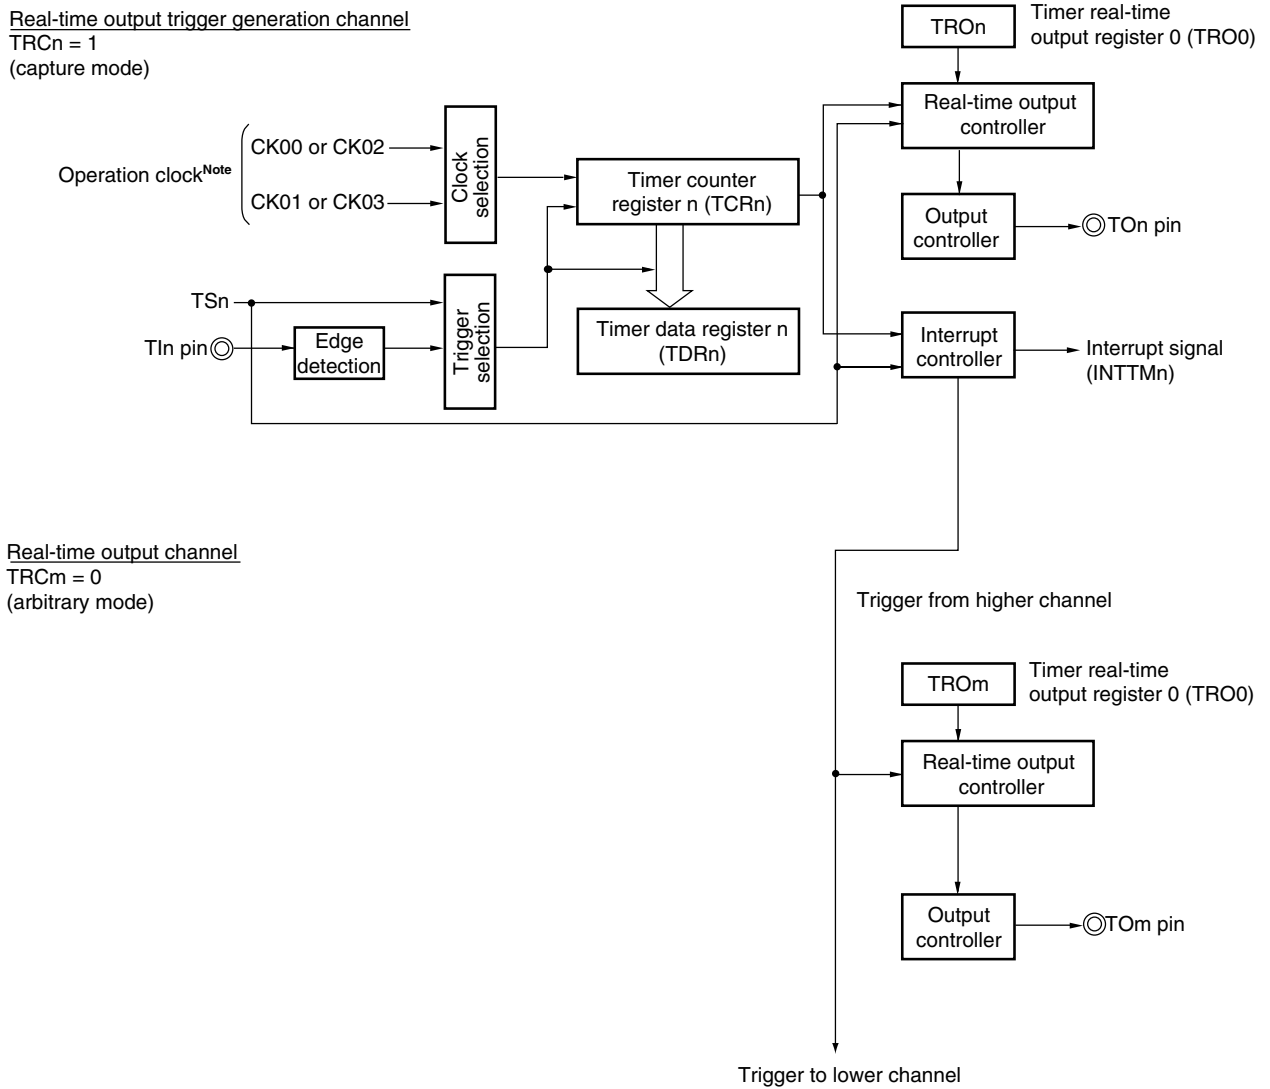 Real-time output trigger generation channel
TRCn = 1
(capture mode)
TROn
Timer real-time
output register 0 (TRO0)
Real-time output
controller
Operation clockNote
CK00 or CK02
CK01 or CK03
Clock
selection
Timer counter
register n (TCRn)
Output
controller
TOn pin
TSn
TIn pin
Edge
detection
Trigger
selection
Timer data register n
(TDRn)
Interrupt
controller
Interrupt signal
(INTTMn)
Real-time output channel
TRCm = 0
(arbitrary mode)
Trigger from higher channel
TROm
Timer real-time
output register 0 (TRO0)
Real-time output
controller
Output
controller
TOm pin
Trigger to lower channel